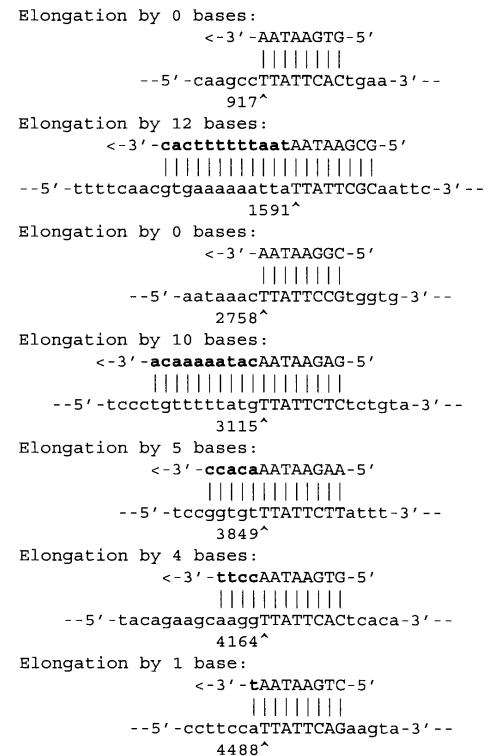 Elongation by 0 bases:
<-3'-AATAAGTG-5'
||||||||
--5'-caagccTTATTCACtgaa-3'--
917^
Elongation by 12 bases:
<-3'-cacttttttaatAATAAGCG-5'
||||||||||||||||||||
--5'-ttttcaacgtgaaaaaattaTTATTCGCaattc-3'--
1591^
Elongation by 0 bases:
<-3'-AATAAGGC-5'
||||||||
--5'-aataaacTTATTCCGtggtg-3'--
2758^
Elongation by 10 bases:
<-3'-acaaaaatacAATAAGAG-5'
||||||||||||||||||
--5'-tccctgtttttatgTTATTCTCtctgta-3'--
3115^
Elongation by 5 bases:
<-3'-ccacaAATAAGAA-5'
|||||||||||||
--5'-tccggtgtTTATTCTTattt-3'--
3849^
Elongation by 4 bases:
<-3'-ttccAATAAGTG-5'
||||||||||||
--5'-tacagaagcaaggTTATTCACtcaca-3'--
4164^
Elongation by 1 base:
<-3'-tAATAAGTC-5'
|||||||||
--5'-ccttccaTTATTCAGaagta-3'--
4488^